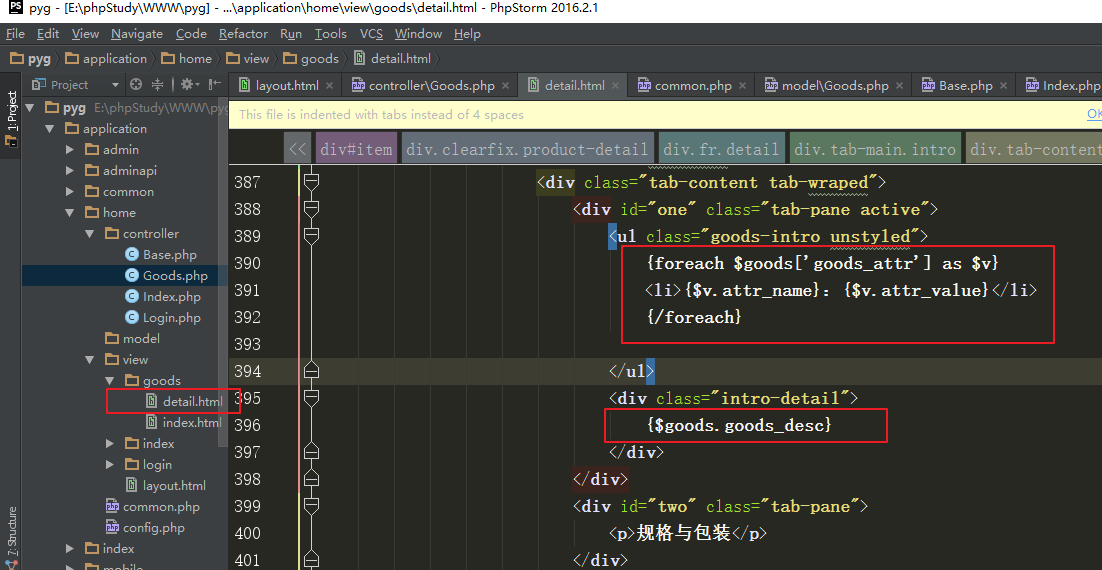 PS pyg - [E:\phpStudy\WWW\pyg] - ...\application\home\view\goods\detail.html - PhpStorm 2016.2.1
File Edit View Navigate Code Refactor Run Tools VCS Window Help
pyg application home view goods detail.html
Project
layout.html controller\Goods.php detail.html common.php model\Goods.php Base.php Index.php
1: Project
7: Structure
pyg E:\phpStudy\WWW\pyg
application
admin
adminapi
common
home
controller
Base.php
Goods.php
Index.php
Login.php
model
view
goods
detail.html
index.html
index
login
layout.html
common.php
config.php
index
mobile
This file is indented with tabs instead of 4 spaces
OK
<< div#item div.clearfix.product-detail div.fr.detail div.tab-main.intro div.tab-content
387 <div class="tab-content tab-wraped">
388 <div id="one" class="tab-pane active">
389 <ul class="goods-intro unstyled">
390 {foreach $goods['goods_attr'] as $v}
391 <li>{$v.attr_name}：{$v.attr_value}</li>
392 {/foreach}
393
394 </ul>
395 <div class="intro-detail">
396 {$goods.goods_desc}
397 </div>
398 </div>
399 <div id="two" class="tab-pane">
400 <p>规格与包装</p>
401 </div>